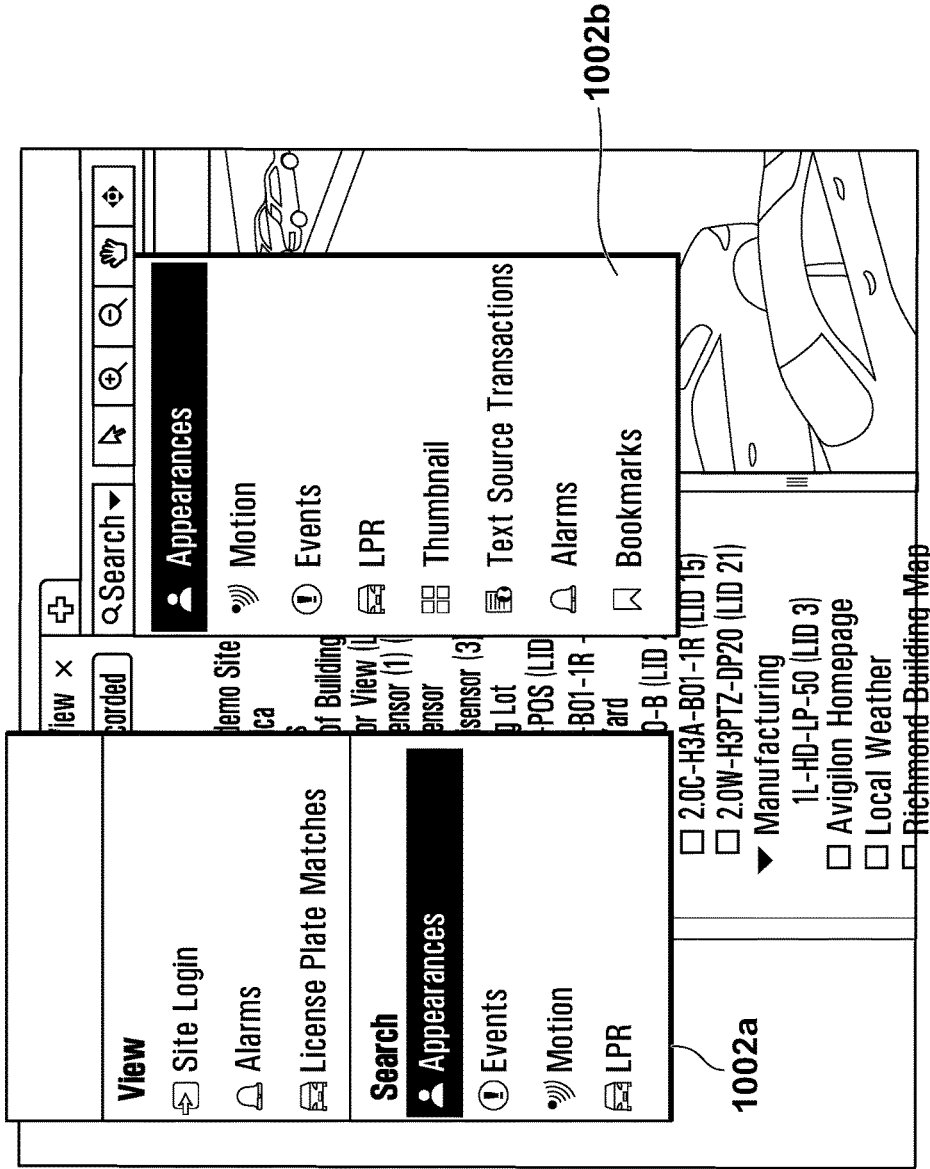 View
Site Login
Alarms
License Plate Matches
Search
Appearances
Events
Motion
LPR
1002a
View ×
corded
Search
demo Site
ca
of Building
or View (L
ensor (1) (
ensor
sensor (3)
g Lot
-POS (LID
-B01-1R -
Yard
2.0C-H3A-B01-1R (LID 15)
2.0W-H3PTZ-DP20 (LID 21)
Manufacturing
1L-HD-LP-50 (LID 3)
Avigilon Homepage
Local Weather
Richmond Building Map
Appearances
Motion
Events
LPR
Thumbnail
Text Source Transactions
Alarms
Bookmarks
1002b